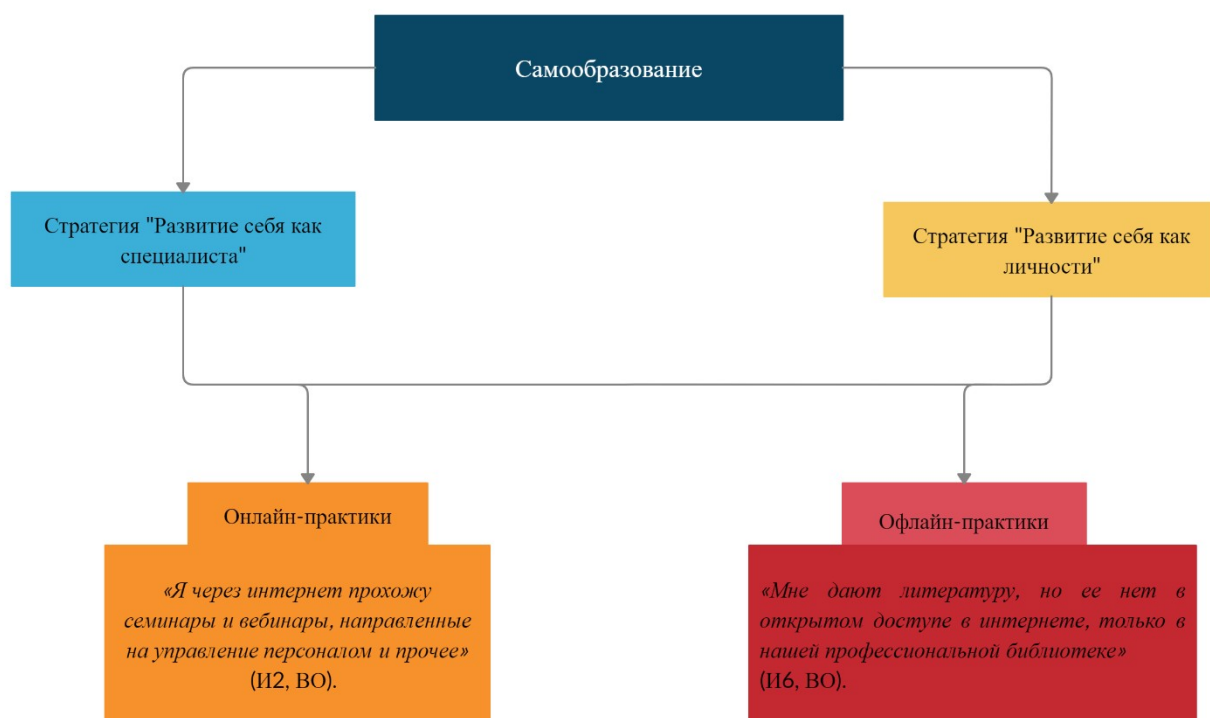 Самообразование
Стратегия "Развитие себя как
специалиста"
Стратегия "Развитие себя как
личности"
Онлайн-практики
«Я через интернет прохожу
семинары и вебинары, направленные
на управление персоналом и прочее»
(И2, ВО).
Офлайн-практики
«Мне дают литературу, но ее нет в
открытом доступе в интернете, только в
нашей профессиональной библиотеке»
(И6, ВО).